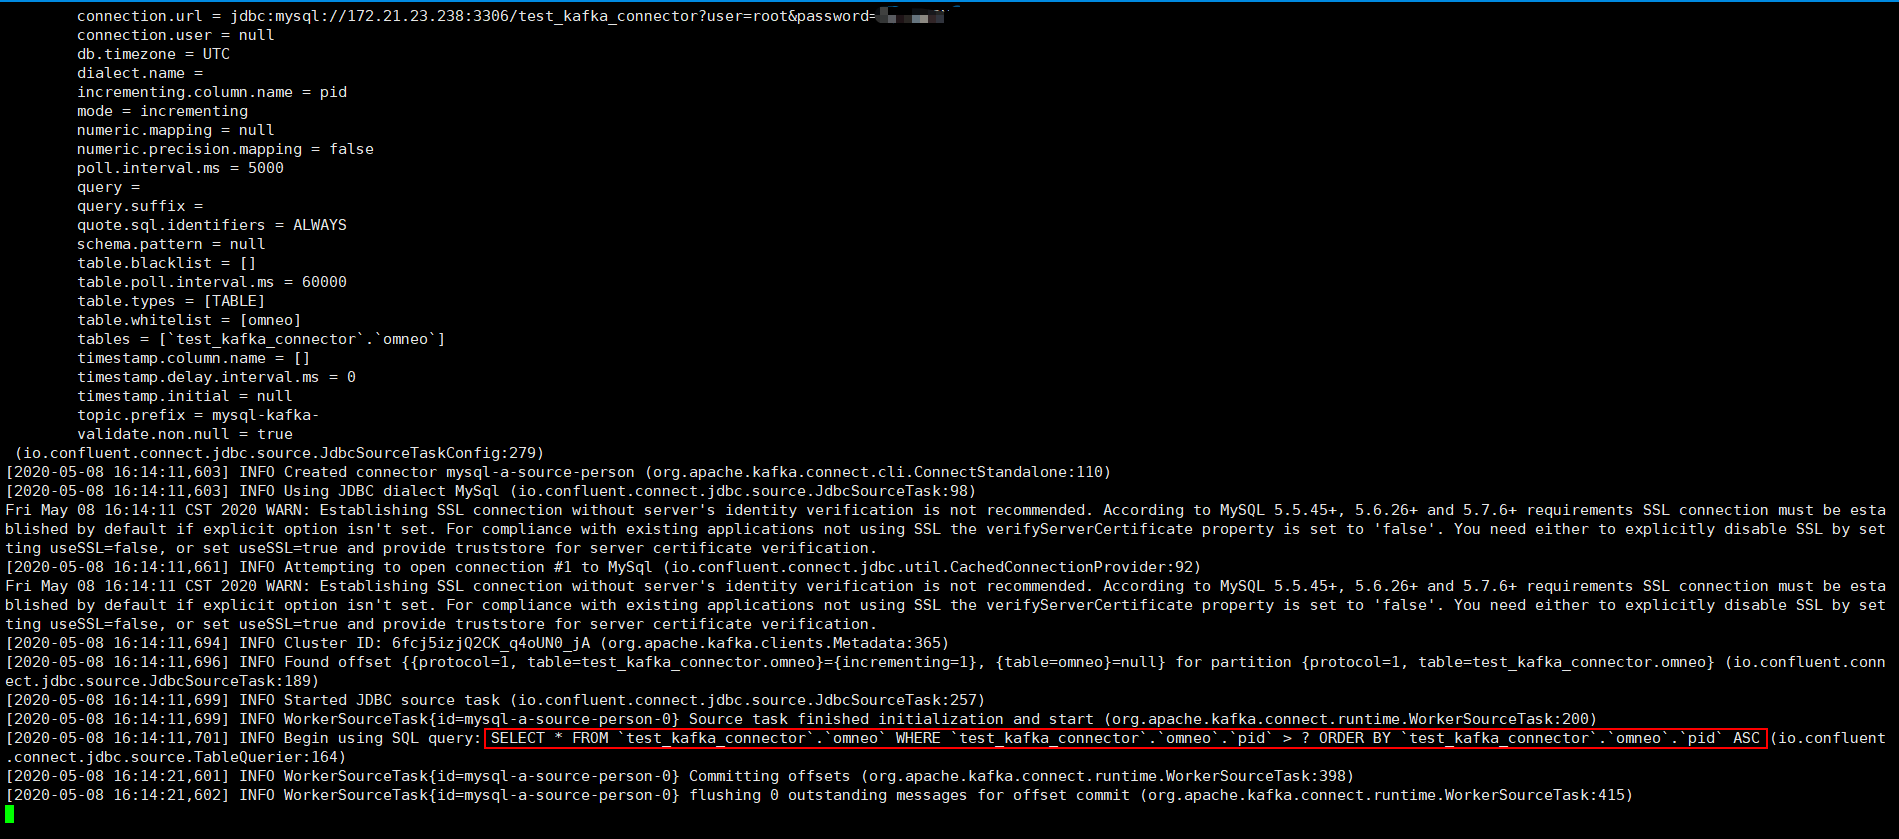 connection.url = jdbc:mysql://172.21.23.238:3306/test_kafka_connector?user=root&password=
connection.user = null
db.timezone = UTC
dialect.name =
incrementing.column.name = pid
mode = incrementing
numeric.mapping = null
numeric.precision.mapping = false
poll.interval.ms = 5000
query =
query.suffix =
quote.sql.identifiers = ALWAYS
schema.pattern = null
table.blacklist = []
table.poll.interval.ms = 60000
table.types = [TABLE]
table.whitelist = [omneo]
tables = [`test_kafka_connector`.`omneo`]
timestamp.column.name = []
timestamp.delay.interval.ms = 0
timestamp.initial = null
topic.prefix = mysql-kafka-
validate.non.null = true
(io.confluent.connect.jdbc.source.JdbcSourceTaskConfig:279)
[2020-05-08 16:14:11,603] INFO Created connector mysql-a-source-person (org.apache.kafka.connect.cli.ConnectStandalone:110)
[2020-05-08 16:14:11,603] INFO Using JDBC dialect MySql (io.confluent.connect.jdbc.source.JdbcSourceTask:98)
Fri May 08 16:14:11 CST 2020 WARN: Establishing SSL connection without server's identity verification is not recommended. According to MySQL 5.5.45+, 5.6.26+ and 5.7.6+ requirements SSL connection must be esta
blished by default if explicit option isn't set. For compliance with existing applications not using SSL the verifyServerCertificate property is set to 'false'. You need either to explicitly disable SSL by set
ting useSSL=false, or set useSSL=true and provide truststore for server certificate verification.
[2020-05-08 16:14:11,661] INFO Attempting to open connection #1 to MySql (io.confluent.connect.jdbc.util.CachedConnectionProvider:92)
Fri May 08 16:14:11 CST 2020 WARN: Establishing SSL connection without server's identity verification is not recommended. According to MySQL 5.5.45+, 5.6.26+ and 5.7.6+ requirements SSL connection must be esta
blished by default if explicit option isn't set. For compliance with existing applications not using SSL the verifyServerCertificate property is set to 'false'. You need either to explicitly disable SSL by set
ting useSSL=false, or set useSSL=true and provide truststore for server certificate verification.
[2020-05-08 16:14:11,694] INFO Cluster ID: 6fcj5izjQ2CK_q4oUN0_jA (org.apache.kafka.clients.Metadata:365)
[2020-05-08 16:14:11,696] INFO Found offset {{protocol=1, table=test_kafka_connector.omneo}={incrementing=1}, {table=omneo}=null} for partition {protocol=1, table=test_kafka_connector.omneo} (io.confluent.conn
ect.jdbc.source.JdbcSourceTask:189)
[2020-05-08 16:14:11,699] INFO Started JDBC source task (io.confluent.connect.jdbc.source.JdbcSourceTask:257)
[2020-05-08 16:14:11,699] INFO WorkerSourceTask{id=mysql-a-source-person-0} Source task finished initialization and start (org.apache.kafka.connect.runtime.WorkerSourceTask:200)
[2020-05-08 16:14:11,701] INFO Begin using SQL query: SELECT * FROM `test_kafka_connector`.`omneo` WHERE `test_kafka_connector`.`omneo`.`pid` > ? ORDER BY `test_kafka_connector`.`omneo`.`pid` ASC (io.confluent
.connect.jdbc.source.TableQuerier:164)
[2020-05-08 16:14:21,601] INFO WorkerSourceTask{id=mysql-a-source-person-0} Committing offsets (org.apache.kafka.connect.runtime.WorkerSourceTask:398)
[2020-05-08 16:14:21,602] INFO WorkerSourceTask{id=mysql-a-source-person-0} flushing 0 outstanding messages for offset commit (org.apache.kafka.connect.runtime.WorkerSourceTask:415)